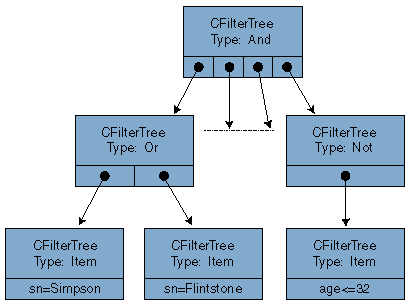 CFilterTree
Type: And
CFilterTree
Type: Or
CFilterTree
Type: Not
CFilterTree
Type: Item
sn=Simpson
CFilterTree
Type: Item
sn=Flintstone
CFilterTree
Type: Item
age<=32